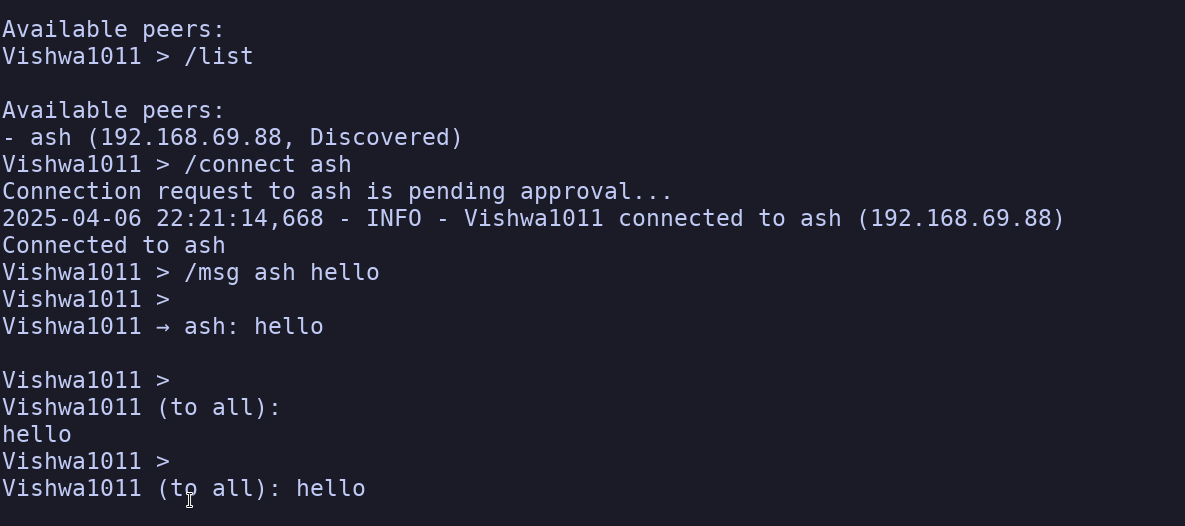 Available peers:
Vishwa1011 > /list
Available peers:
- ash (192.168.69.88, Discovered)
Vishwa1011 > /connect ash
Connection request to ash is pending approval...
2025-04-06 22:21:14,668 - INFO - Vishwa1011 connected to ash (192.168.69.88)
Connected to ash
Vishwa1011 > /msg ash hello
Vishwa1011 >
Vishwa1011 → ash: hello
Vishwa1011 >
Vishwa1011 (to all):
hello
Vishwa1011 >
Vishwa1011 (to all): hello